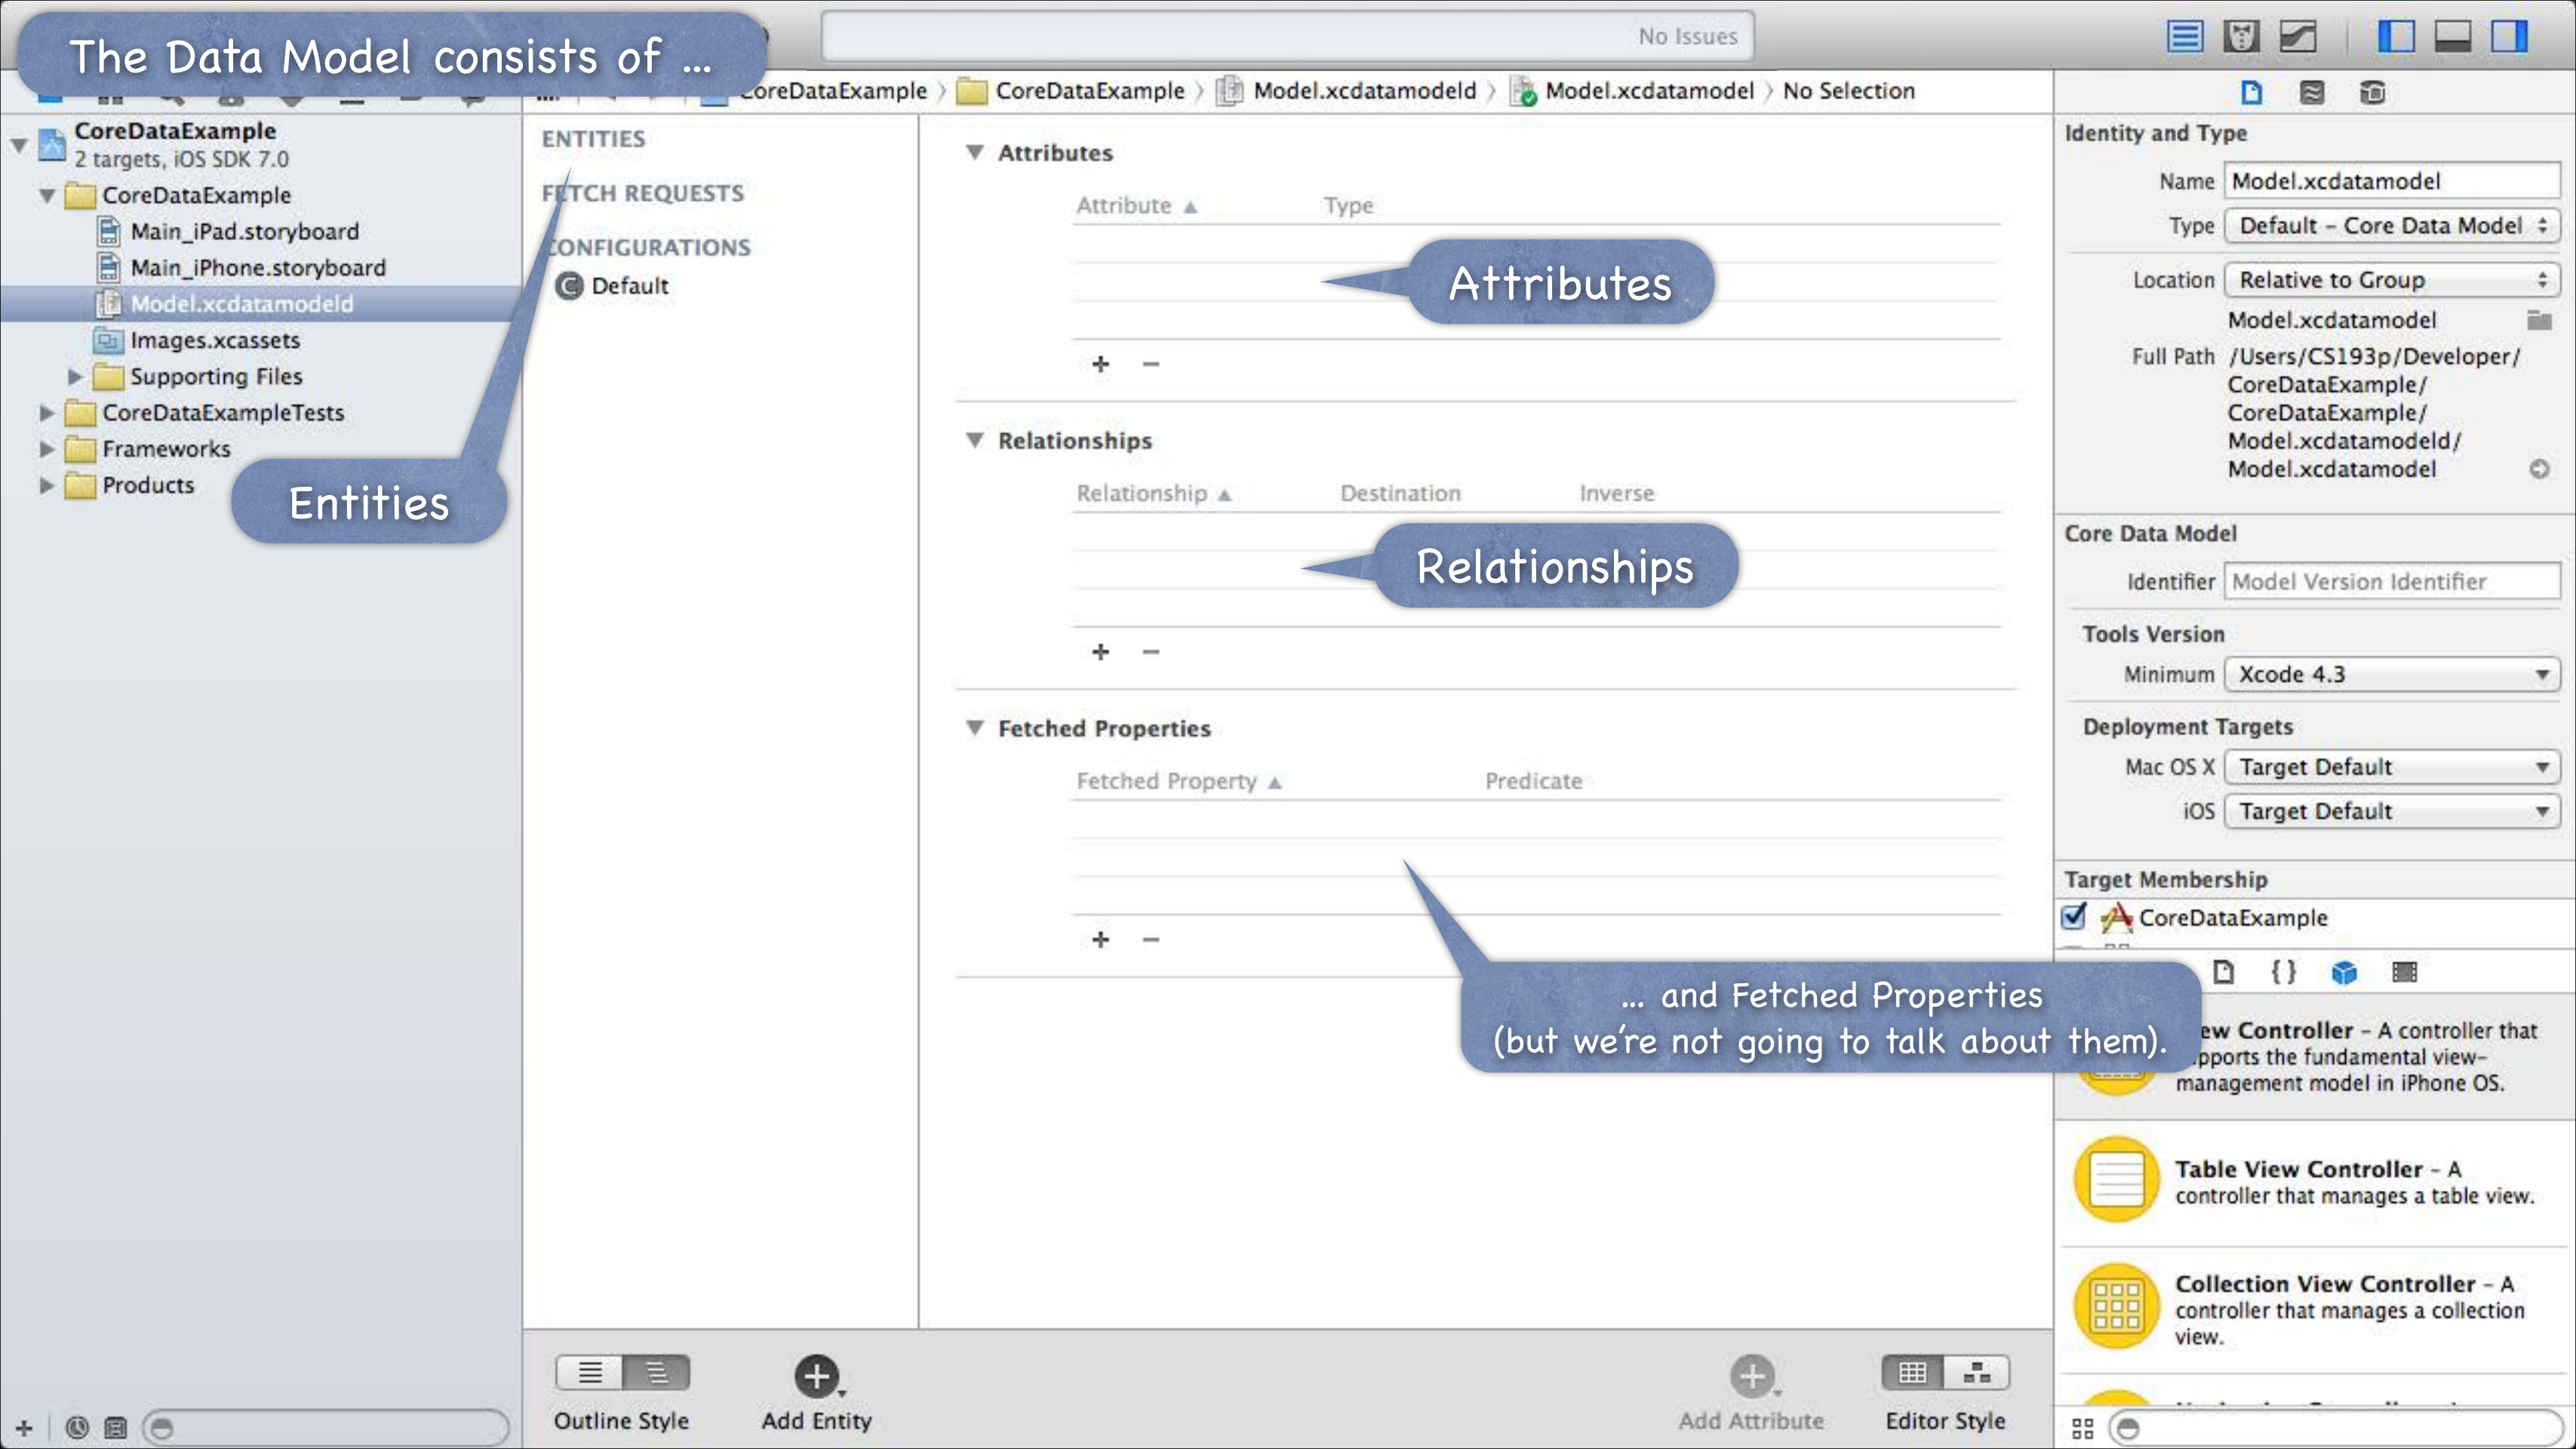 The Data Model consists of ...
No Issues
CoreDataExample
CoreDataExample
Model.xcdatamodeld
Model.xcdatamodel
No Selection
CoreDataExample
2 targets, iOS SDK 7.0
CoreDataExample
Main_iPad.storyboard
Main_iPhone.storyboard
Model.xcdatamodeld
Images.xcassets
Supporting Files
CoreDataExampleTests
Frameworks
Products
Entities
ENTITIES
FETCH REQUESTS
CONFIGURATIONS
C Default
Attributes
Attribute Type
Attributes
+ −
Relationships
Relationship Destination Inverse
Relationships
+ −
Fetched Properties
Fetched Property Predicate
+ −
... and Fetched Properties
(but we're not going to talk about them).
Outline Style
Add Entity
Add Attribute
Editor Style
Identity and Type
Name Model.xcdatamodel
Type Default – Core Data Model
Location Relative to Group
Model.xcdatamodel
Full Path /Users/CS193p/Developer/
CoreDataExample/
CoreDataExample/
Model.xcdatamodeld/
Model.xcdatamodel
Core Data Model
Identifier Model Version Identifier
Tools Version
Minimum Xcode 4.3
Deployment Targets
Mac OS X Target Default
iOS Target Default
Target Membership
CoreDataExample
{ }
Controller – A controller that
the fundamental view-
management model in iPhone OS.
Table View Controller – A
controller that manages a table view.
Collection View Controller – A
controller that manages a collection
view.